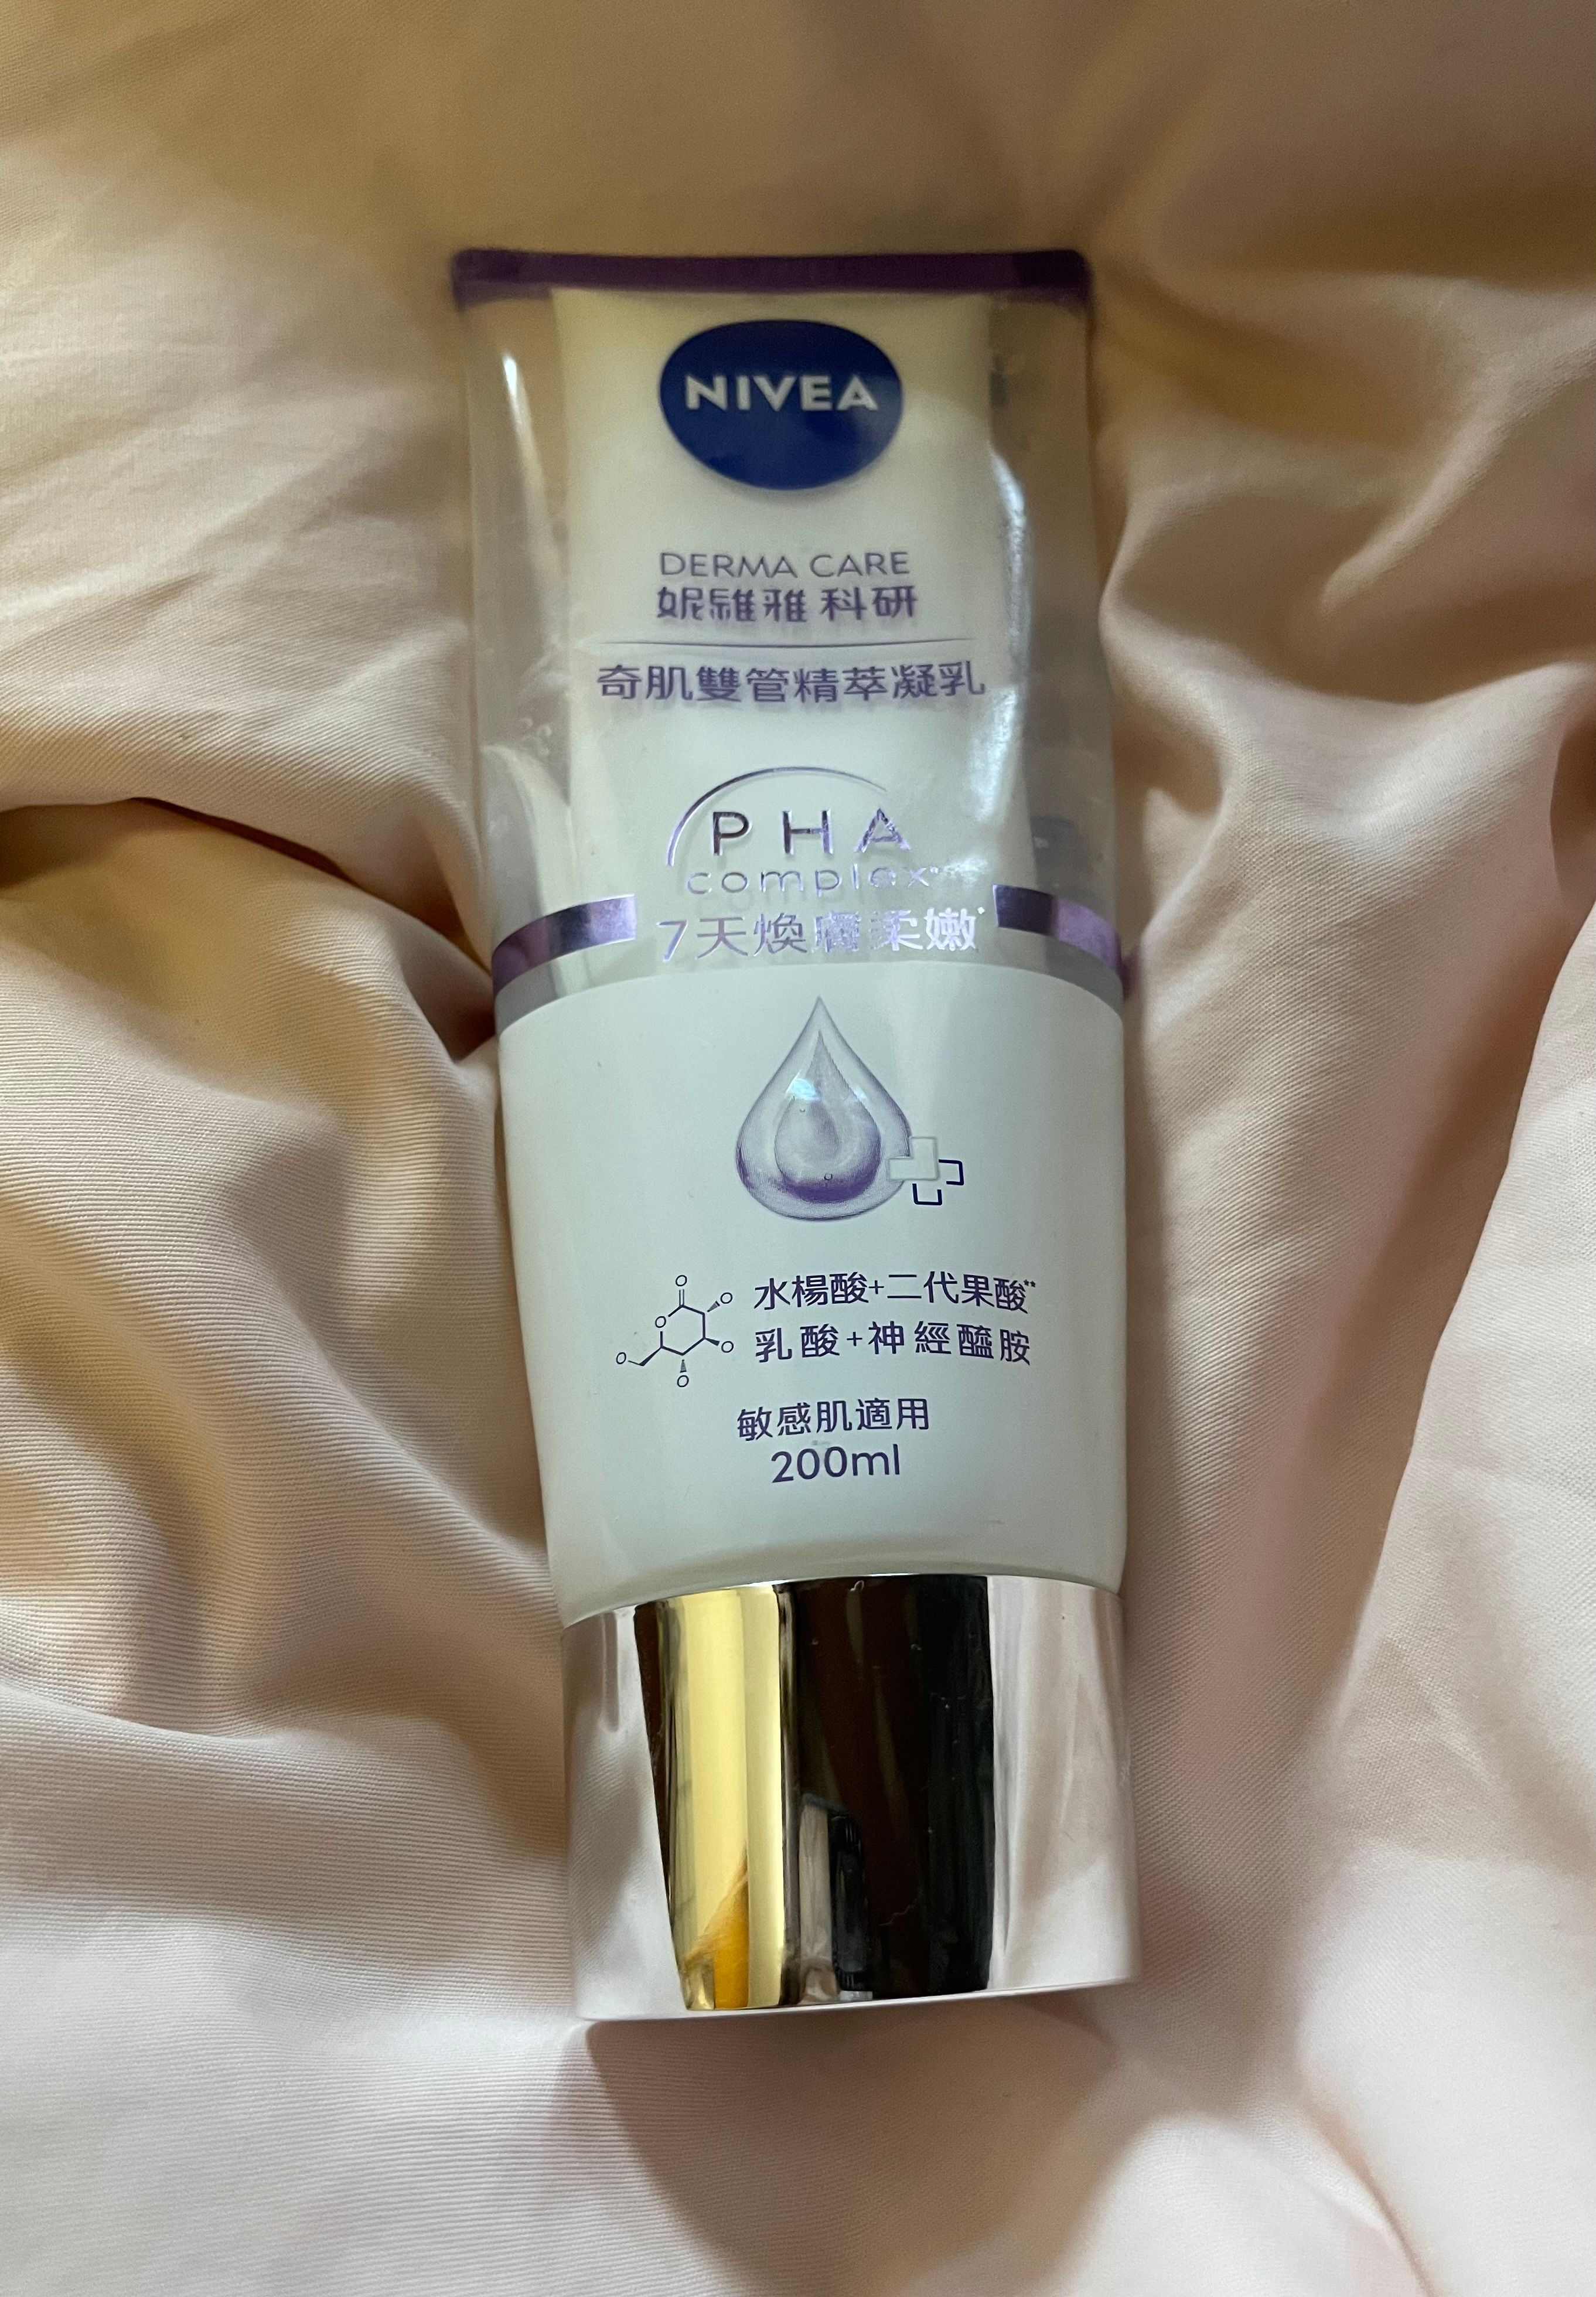 NIVEA
DERMA CARE
妮維雅科研
奇肌雙管精萃凝乳
PHA
complex*
7天煥膚柔嫩*
水楊酸+二代果酸**
乳酸+神經醯胺
敏感肌適用
200ml